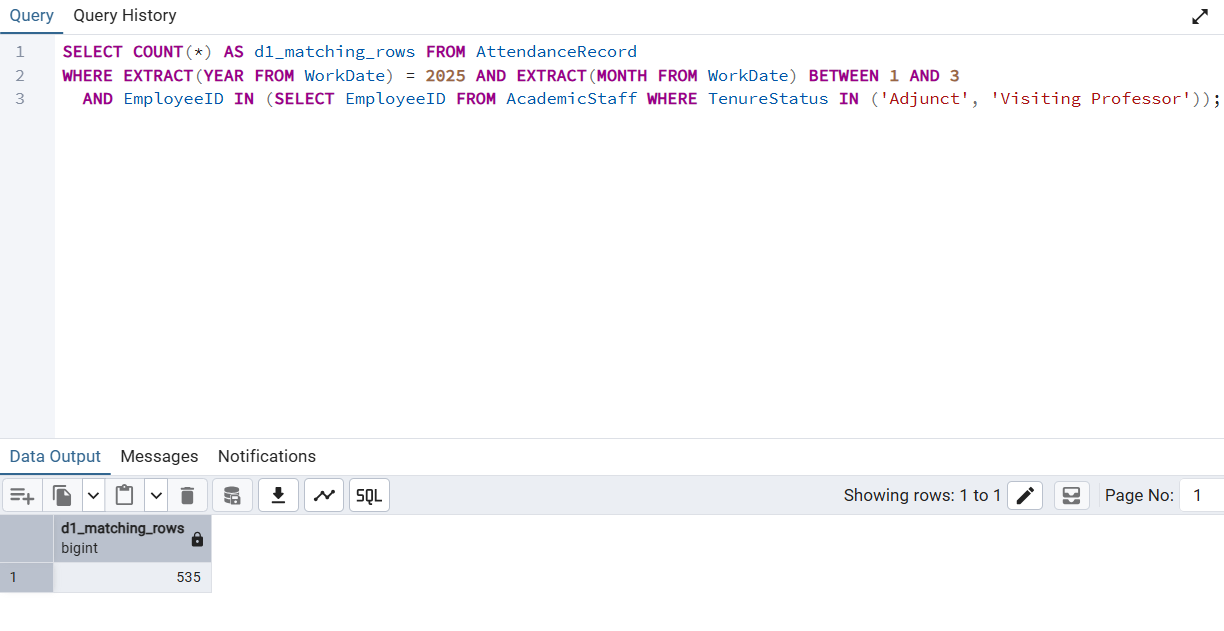 Query Query History
1 SELECT COUNT(*) AS d1_matching_rows FROM AttendanceRecord
2 WHERE EXTRACT(YEAR FROM WorkDate) = 2025 AND EXTRACT(MONTH FROM WorkDate) BETWEEN 1 AND 3
3 AND EmployeeID IN (SELECT EmployeeID FROM AcademicStaff WHERE TenureStatus IN ('Adjunct', 'Visiting Professor'));
Data Output Messages Notifications
SQL Showing rows: 1 to 1 Page No: 1
d1_matching_rows
bigint
1 535